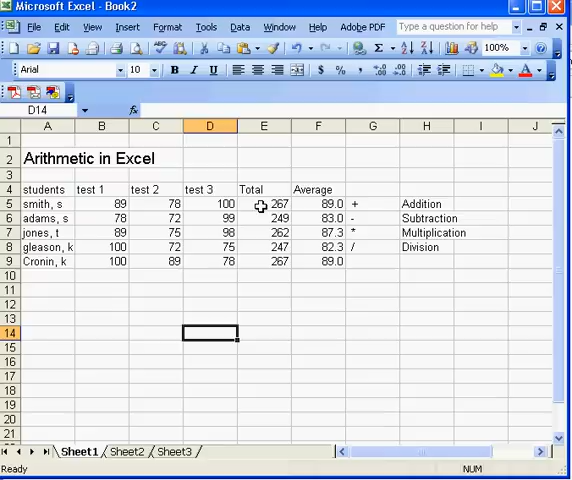 Microsoft Excel - Book2
File Edit View Insert Format Tools Data Window Help Adobe PDF Type a question for help
100%
Arial 10 B I U $ % ,
D14 fx
A B C D E F G H I J
1
2 Arithmetic in Excel
3
4 students test 1 test 2 test 3 Total Average
5 smith, s 89 78 100 267 89.0 + Addition
6 adams, s 78 72 99 249 83.0 - Subtraction
7 jones, t 89 75 98 262 87.3 * Multiplication
8 gleason, k 100 72 75 247 82.3 / Division
9 Cronin, k 100 89 78 267 89.0
10
11
12
13
14
15
16
17
18
19
20
21
Sheet1 Sheet2 Sheet3
Ready NUM